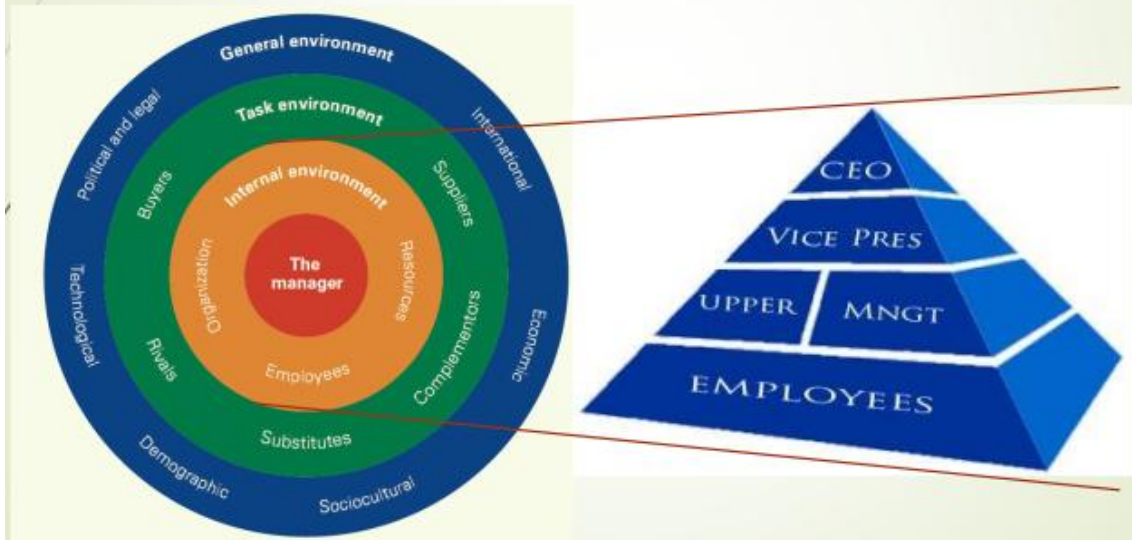 General environment
Political and legal
International
Technological
Economic
Demographic
Sociocultural
Task environment
Buyers
Suppliers
Rivals
Complementors
Substitutes
Internal environment
Organization
Resources
Employees
The
manager
CEO
VICE PRES
UPPER
MNGT
EMPLOYEES